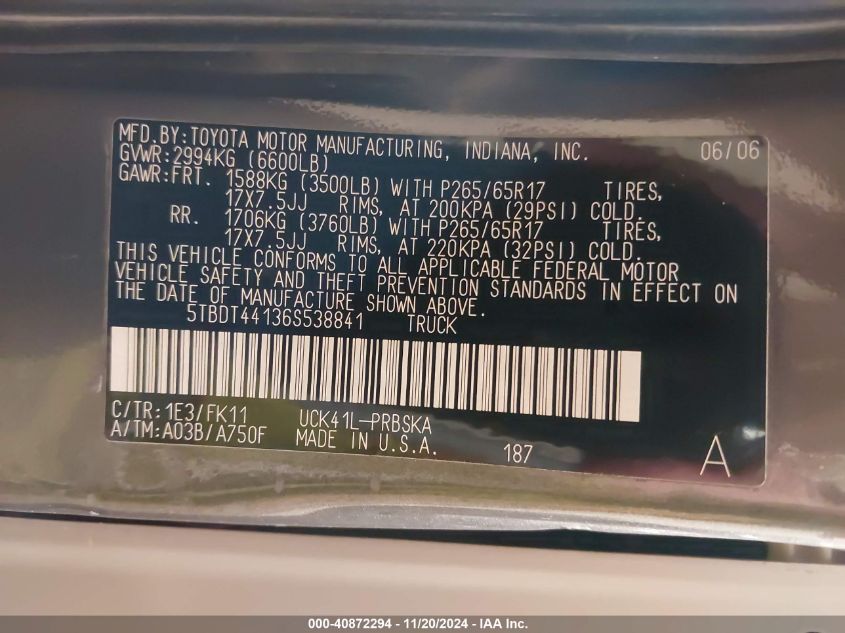 MFD.BY:TOYOTA MOTOR MANUFACTURING, INDIANA, INC. 06/06
GVWR:2994KG (6600LB)
GAWR:FRT. 1588KG (3500LB) WITH P265/65R17 TIRES,
17X7.5JJ RIMS, AT 200KPA (29PSI) COLD.
RR. 1706KG (3760LB) WITH P265/65R17 TIRES,
17X7.5JJ RIMS, AT 220KPA (32PSI) COLD.
THIS VEHICLE CONFORMS TO ALL APPLICABLE FEDERAL MOTOR
VEHICLE SAFETY AND THEFT PREVENTION STANDARDS IN EFFECT ON
THE DATE OF MANUFACTURE SHOWN ABOVE.
5TBDT44136S538841 TRUCK
C/TR:1E3/FK11 UCK41L-PRBSKA
A/TM:A03B/A750F MADE IN U.S.A. 187 A
000-40872294 - 11/20/2024 - IAA Inc.